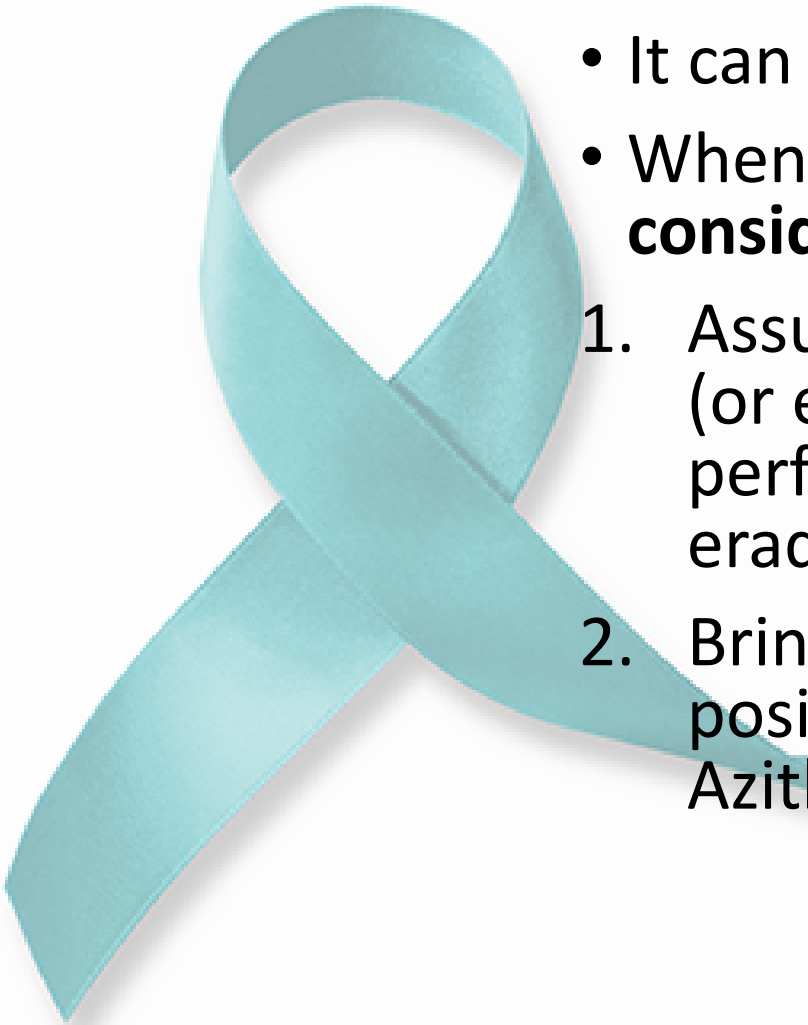 • It can
• When
consid
1. Assu
(or e
perf
erad
2. Brin
posi
Azith